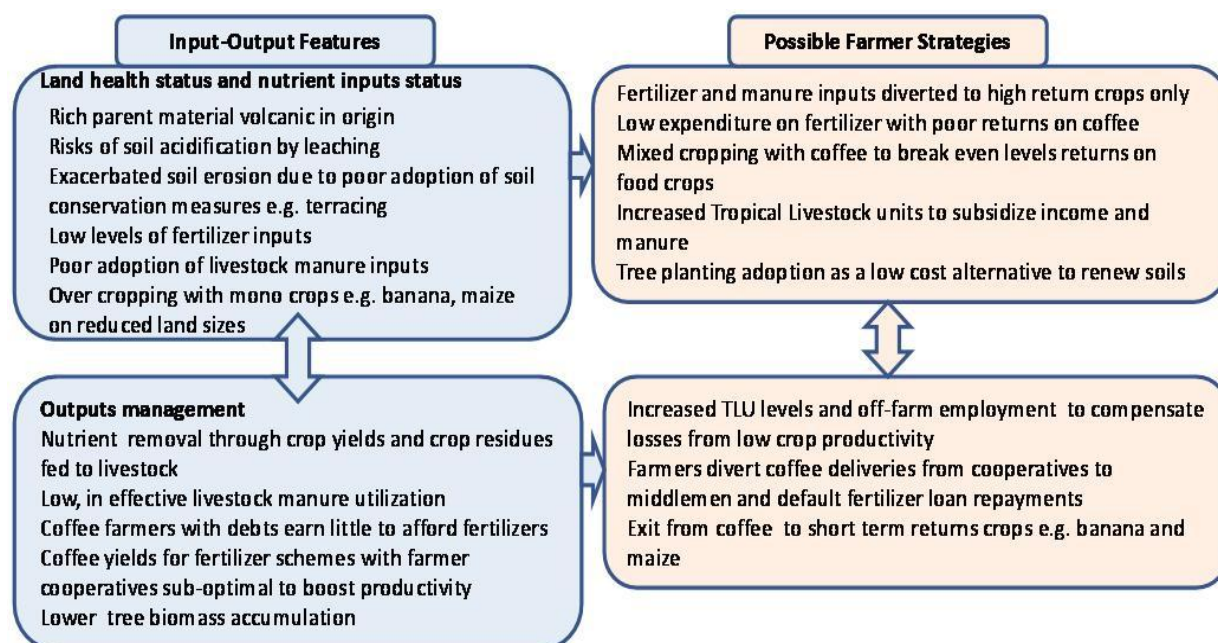 Input-Output Features
Land health status and nutrient inputs status
Rich parent material volcanic in origin
Risks of soil acidification by leaching
Exacerbated soil erosion due to poor adoption of soil
conservation measures e.g. terracing
Low levels of fertilizer inputs
Poor adoption of livestock manure inputs
Over cropping with mono crops e.g. banana, maize
on reduced land sizes
Outputs management
Nutrient removal through crop yields and crop residues
fed to livestock
Low, in effective livestock manure utilization
Coffee farmers with debts earn little to afford fertilizers
Coffee yields for fertilizer schemes with farmer
cooperatives sub-optimal to boost productivity
Lower tree biomass accumulation
Possible Farmer Strategies
Fertilizer and manure inputs diverted to high return crops only
Low expenditure on fertilizer with poor returns on coffee
Mixed cropping with coffee to break even levels returns on
food crops
Increased Tropical Livestock units to subsidize income and
manure
Tree planting adoption as a low cost alternative to renew soils
Increased TLU levels and off-farm employment to compensate
losses from low crop productivity
Farmers divert coffee deliveries from cooperatives to
middlemen and default fertilizer loan repayments
Exit from coffee to short term returns crops e.g. banana and
maize